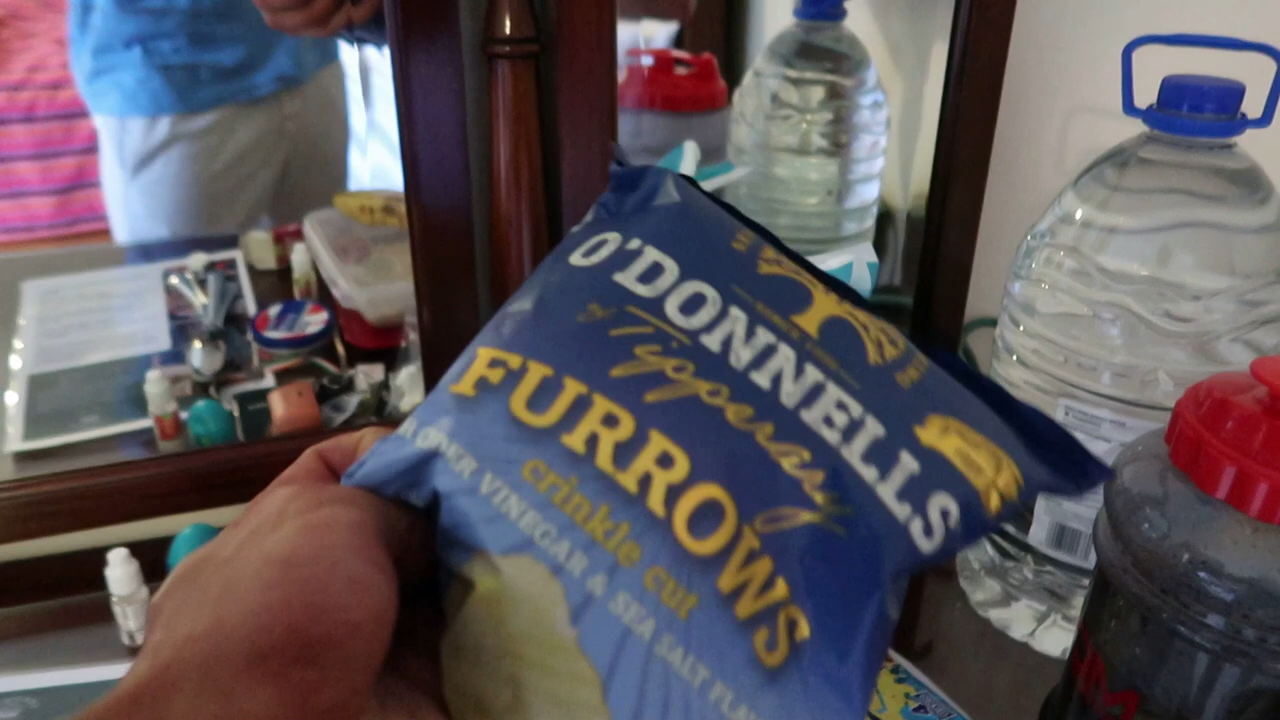 O'DONNELLS
of Tipperary
FURROWS
crinkle cut
VINEGAR & SEA SALT